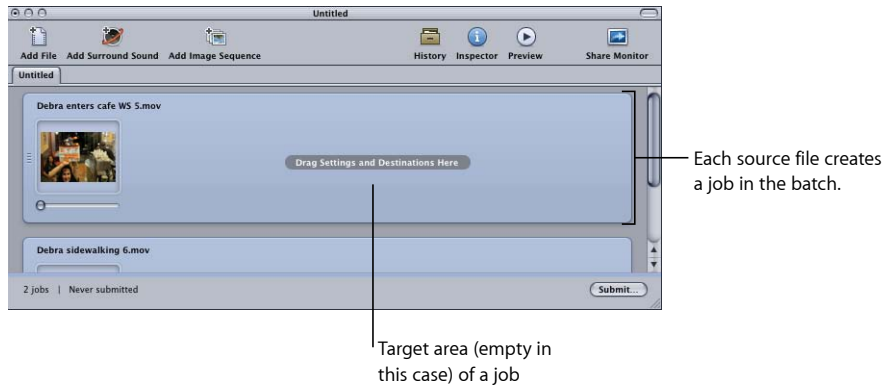 Untitled
Add File Add Surround Sound Add Image Sequence History Inspector Preview Share Monitor
Untitled
Debra enters cafe WS 5.mov
Drag Settings and Destinations Here
Each source file creates
a job in the batch.
Debra sidewalking 6.mov
2 jobs | Never submitted Submit...
Target area (empty in
this case) of a job